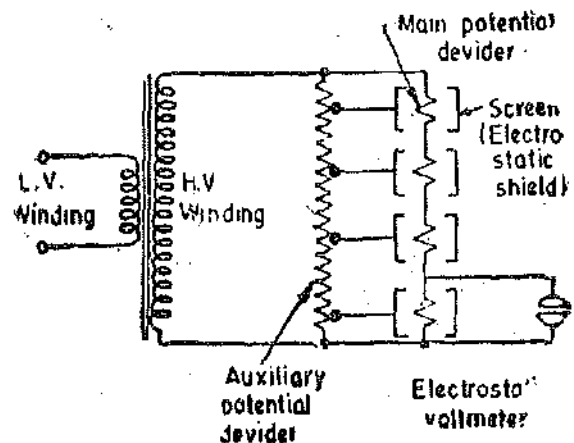 Main potential
devider
Screen
(Electro
static
shield)
L.V.
Winding
H.V
Winding
Auxiliary
potential
devider
Electrostat
voltmeter